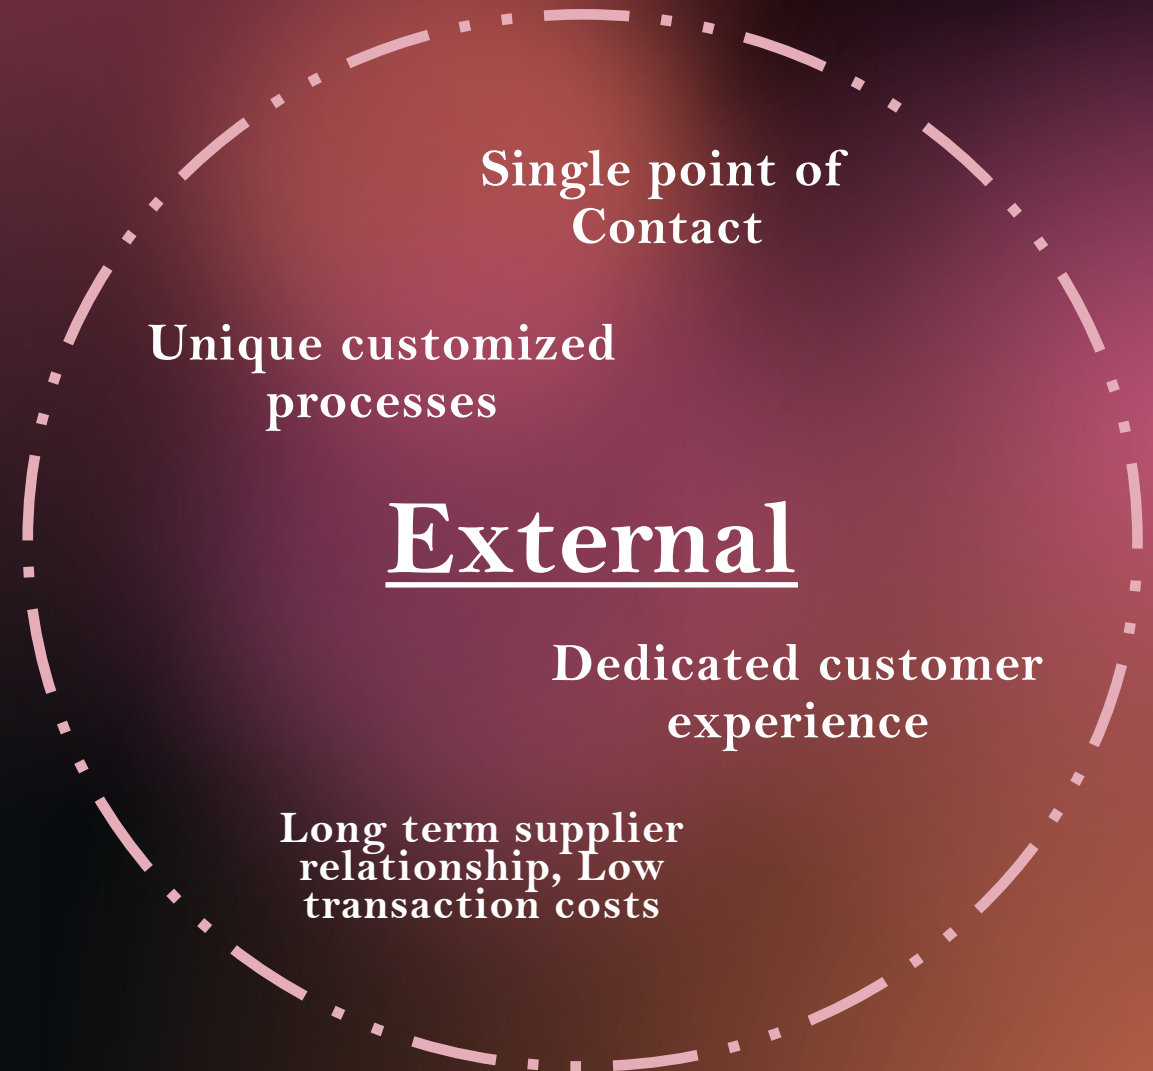 Single point of
Contact
Unique customized
processes
External
Dedicated customer
experience
Long term supplier
relationship, Low
transaction costs